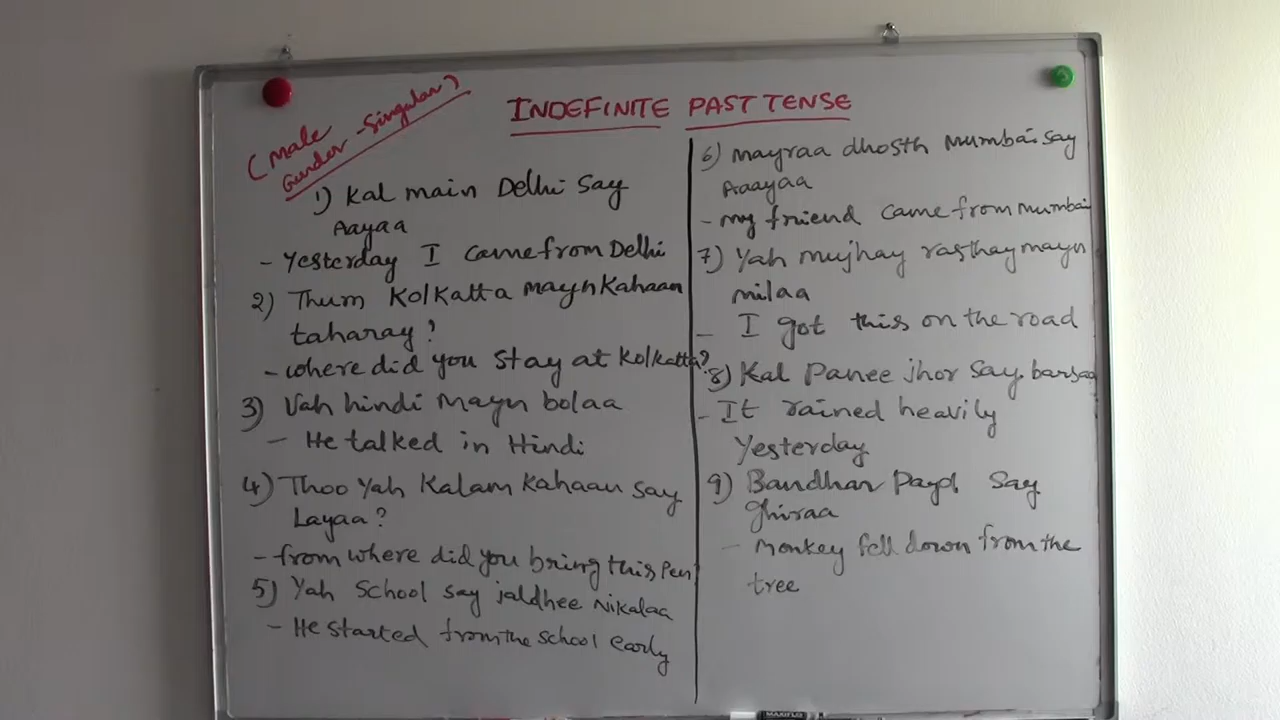 INDEFINITE PAST TENSE
(Male
Gender - Singular)
1) Kal main Delhi Say
Aayaa
- Yesterday I came from Delhi
2) Thum Kolkatta mayn Kahaan
taharay?
- where did you stay at Kolkatta?
3) Vah hindi Mayn bolaa
- He talked in Hindi
4) Thoo Yah Kalam Kahaan say
Layaa?
- from where did you bring this Pen
5) Yah School say jaldhee Nikalaa
- He started from the school early
6) Mayraa dhosth Mumbai say
Aaayaa
- my friend came from Mumbai
7) Yah mujhay rasthay mayn
milaa
- I got this on the road
8) Kal Panee jhor say barsaa
- It rained heavily
Yesterday
9) Bandhar Payd Say
Ghiraa
- Monkey fell down from the
tree
MAXIFLO